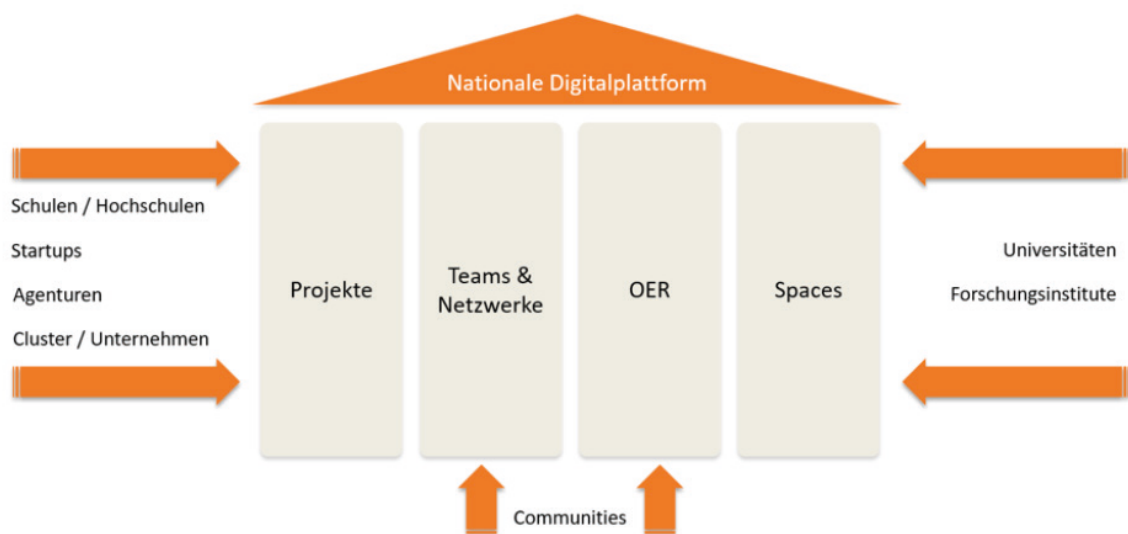 Nationale Digitalplattform
Schulen / Hochschulen
Startups
Agenturen
Cluster / Unternehmen
Projekte
Teams &
Netzwerke
OER
Spaces
Universitäten
Forschungsinstitute
Communities